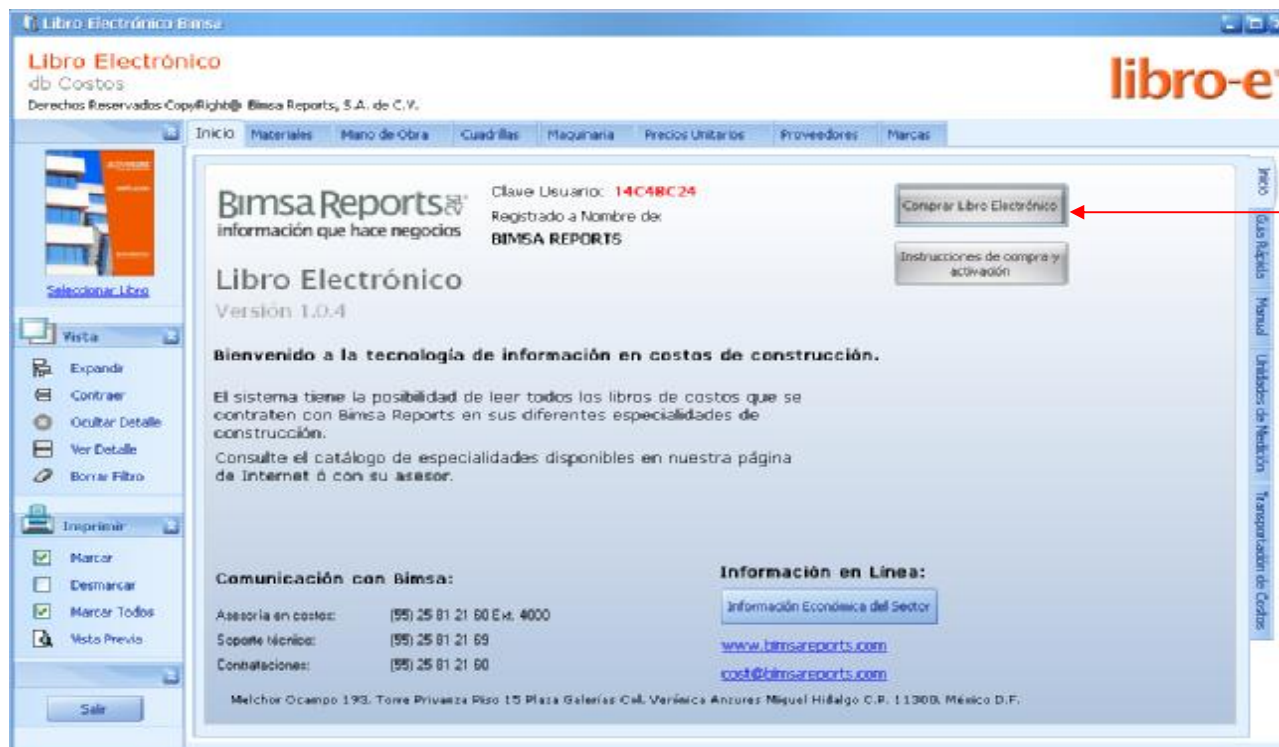 Libro Electrónico Bimsa
Libro Electrónico
db Costos
Derechos Reservados CopyRight@ Bimsa Reports, S.A. de C.V.
libro-e
Inicio Materiales Mano de Obra Cuadrillas Maquinaria Precios Unitarios Proveedores Marcas
Seleccionar Libro
Vista
Expandir
Contraer
Ocultar Detalle
Ver Detalle
Borrar Filtro
Imprimir
Marcar
Desmarcar
Marcar Todos
Vista Previa
Salir
Bimsa Reports SA DE CV
información que hace negocios
Clave Usuario: 14C4BC24
Registrado a Nombre de:
BIMSA REPORTS
Comprar Libro Electrónico
Instrucciones de compra y
activación
Libro Electrónico
Versión 1.0.4
Bienvenido a la tecnología de información en costos de construcción.
El sistema tiene la posibilidad de leer todos los libros de costos que se
contraten con Bimsa Reports en sus diferentes especialidades de
construcción.
Consulte el catálogo de especialidades disponibles en nuestra página
de Internet ó con su asesor.
Comunicación con Bimsa:
Asesoría en costos: (55) 25 81 21 60 Ext. 4000
Soporte técnico: (55) 25 81 21 69
Contrataciones: (55) 25 81 21 60
Información en Línea:
Información Económica del Sector
www.bimsareports.com
cost@bimsareports.com
Melchor Ocampo 193, Torre Privanza Piso 15 Plaza Galerías Col. Verónica Anzures Miguel Hidalgo C.P. 11300, México D.F.
Inicio
Guía Rápida
Manual
Unidades de Medición
Transportación de Costos